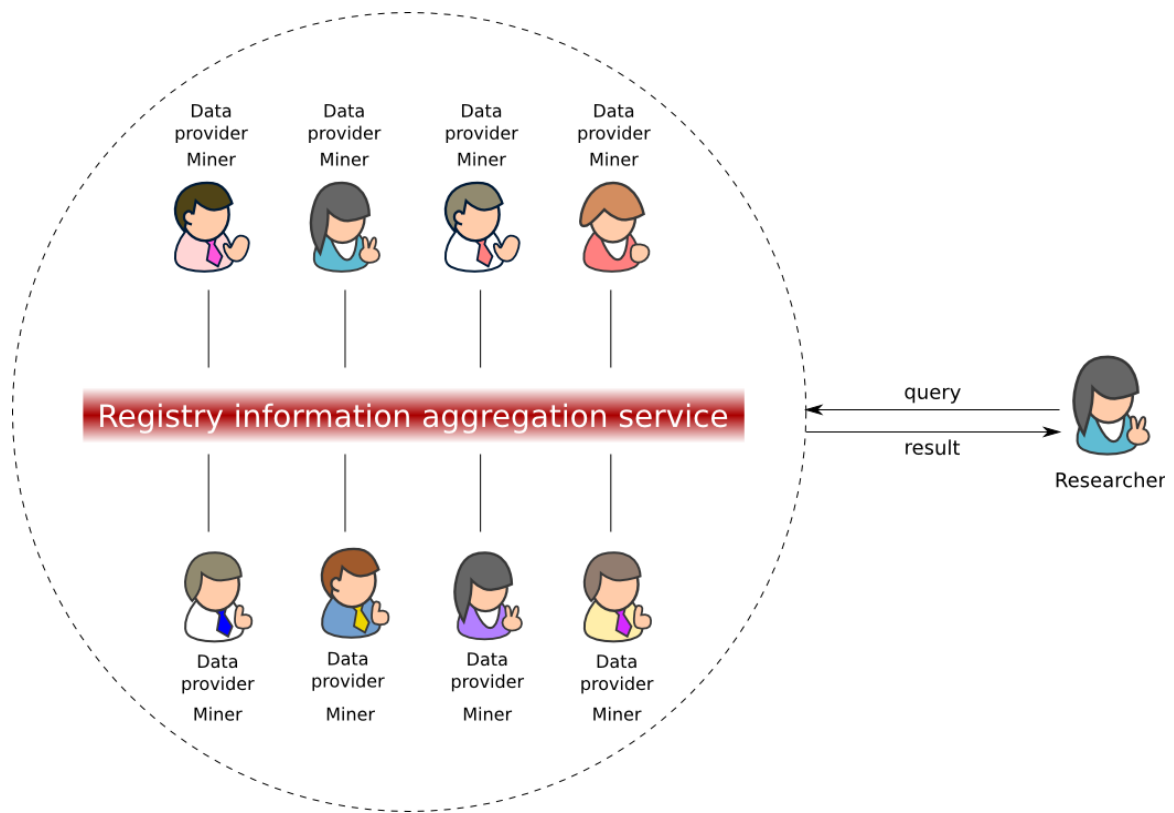 Data
provider
Miner
Data
provider
Miner
Data
provider
Miner
Data
provider
Miner
Registry information aggregation service
query
result
Researcher
Data
provider
Miner
Data
provider
Miner
Data
provider
Miner
Data
provider
Miner